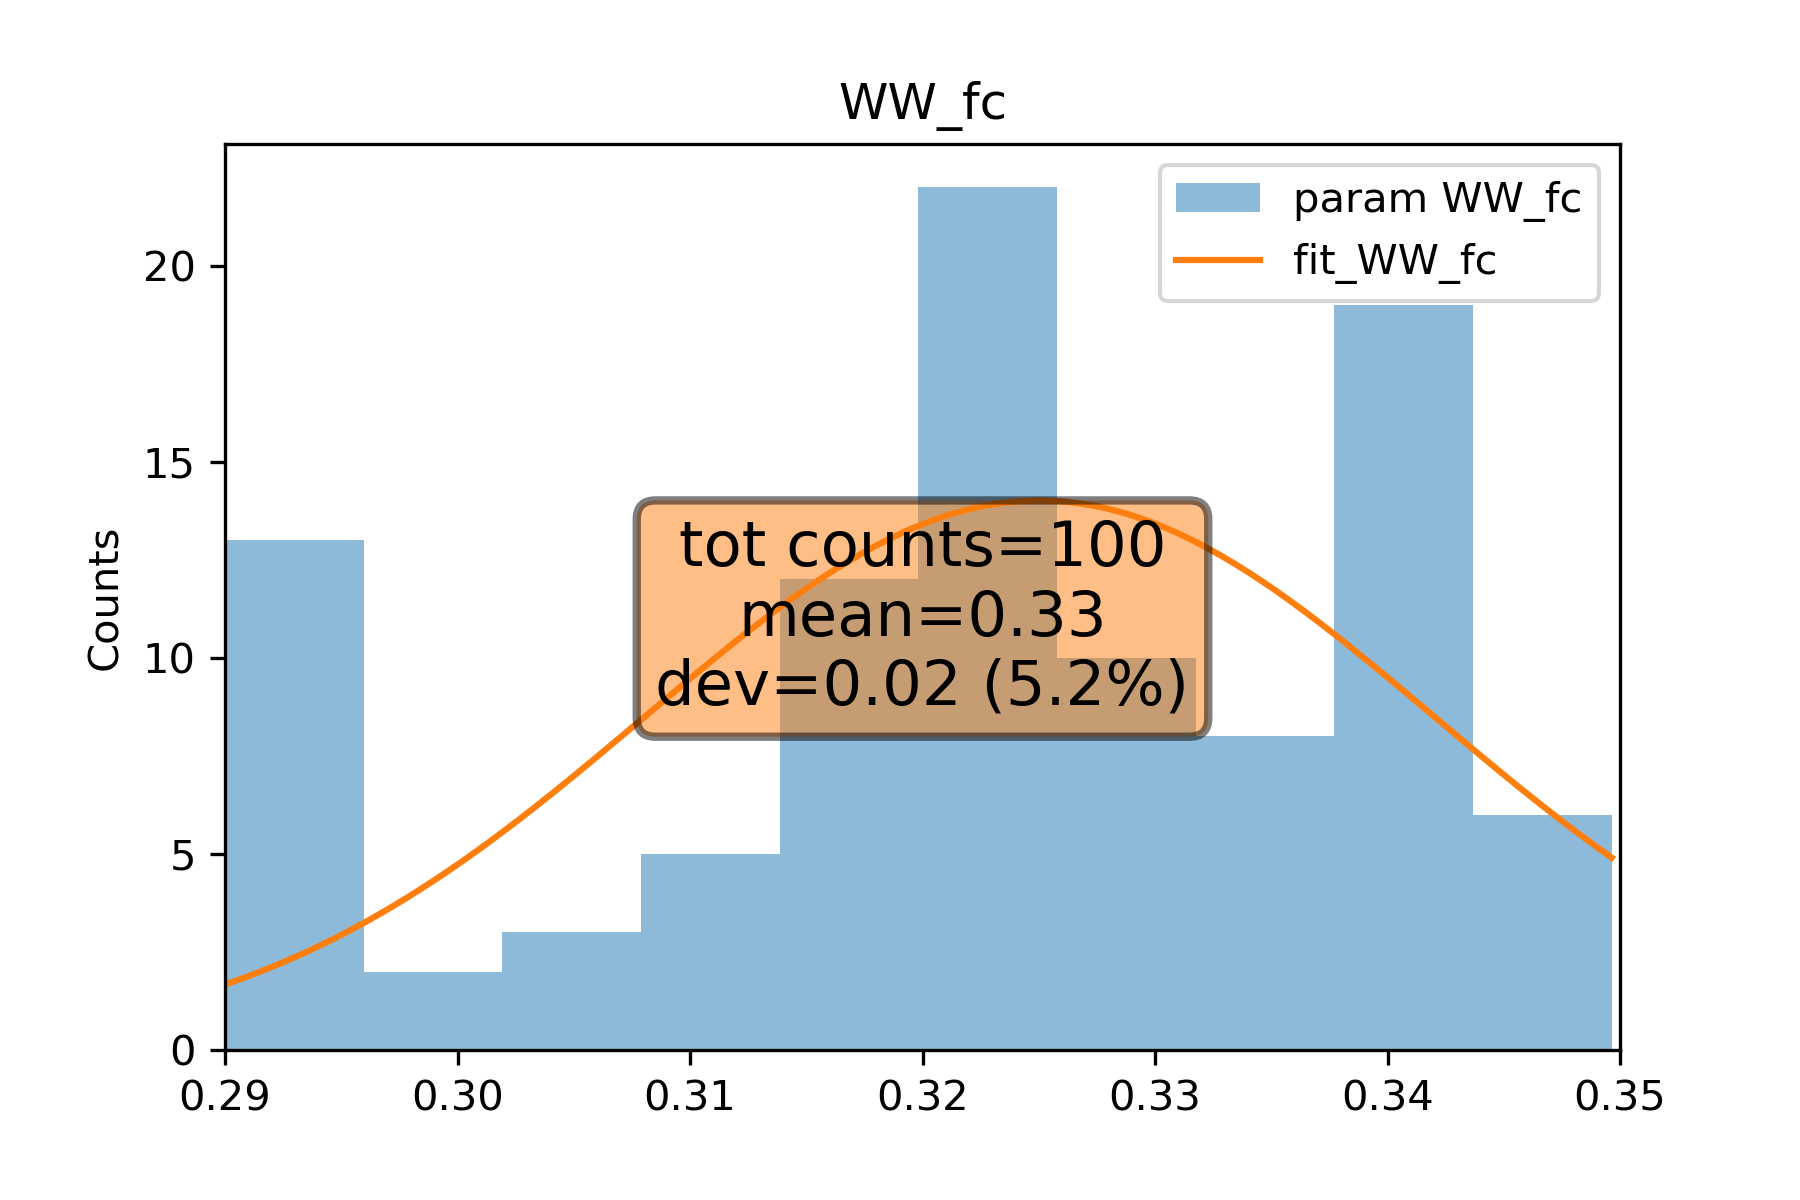 WW_fc
param WW_fc
fit_WW_fc
20
15
10
5
0
Counts
tot counts=100
mean=0.33
dev=0.02 (5.2%)
0.29 0.30 0.31 0.32 0.33 0.34 0.35